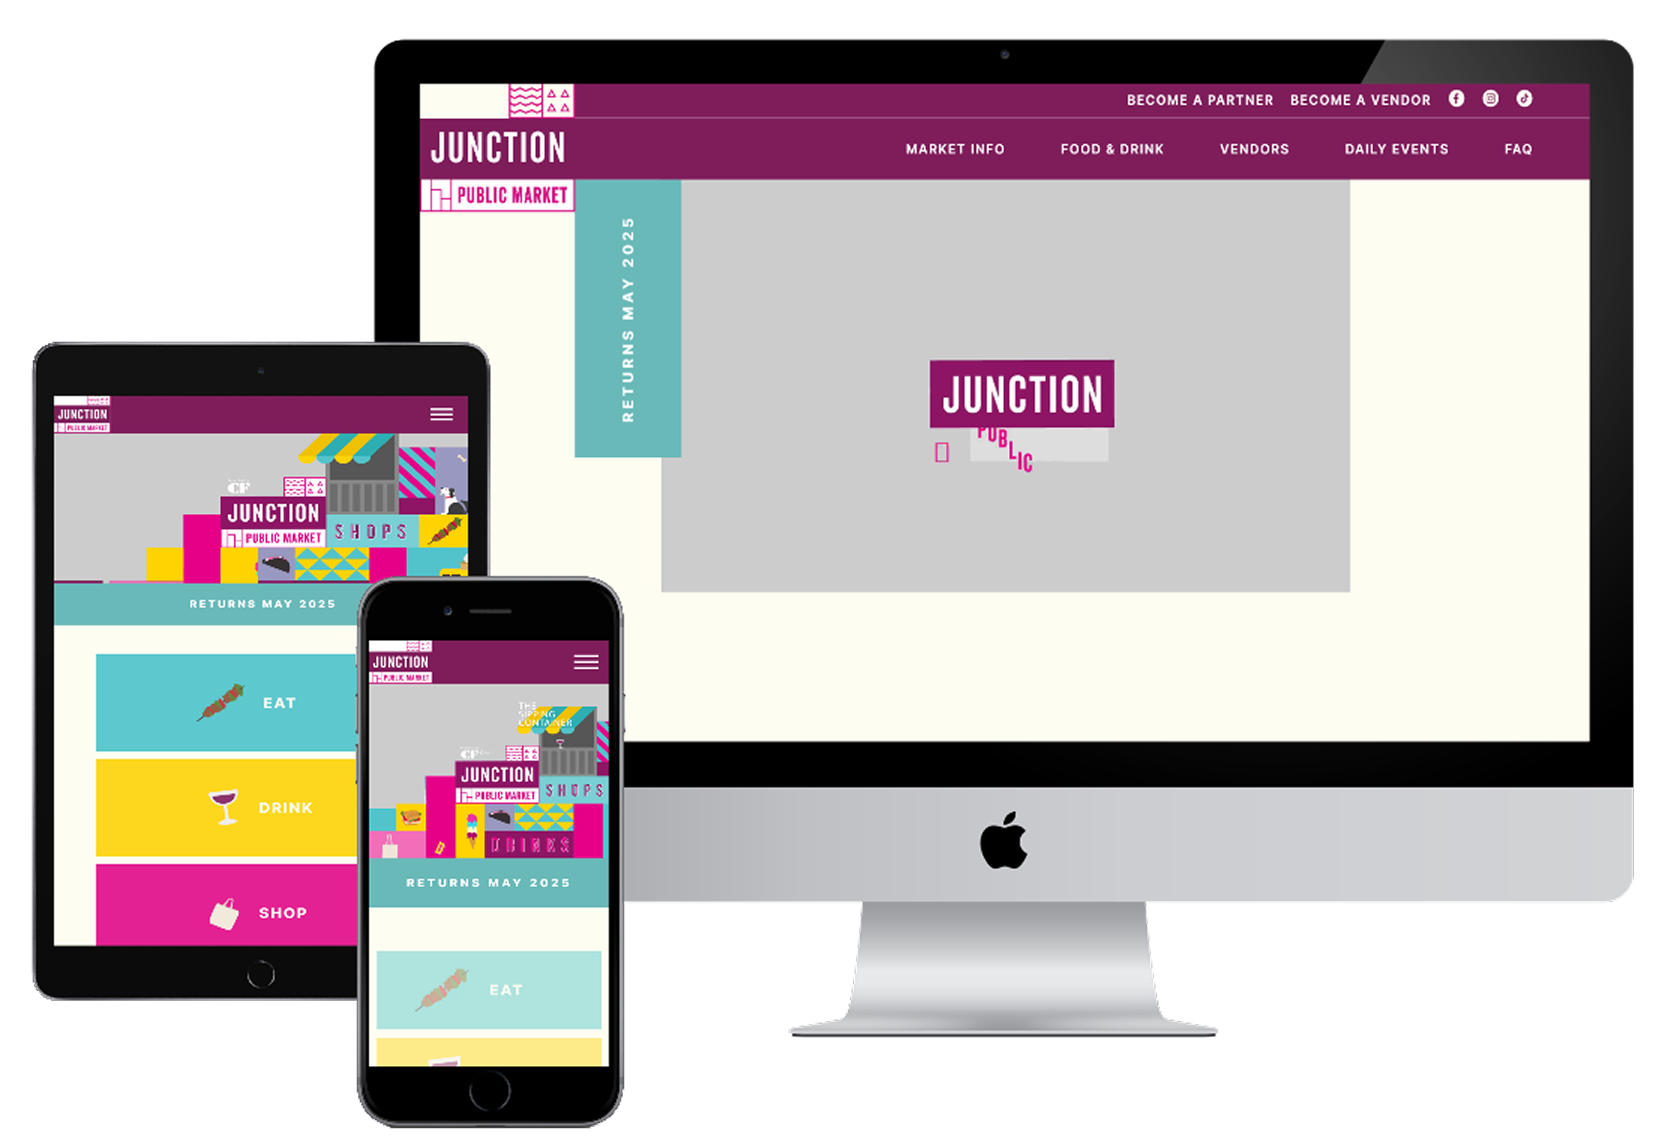 BECOME A PARTNER BECOME A VENDOR
JUNCTION
MARKET INFO FOOD & DRINK VENDORS DAILY EVENTS FAQ
PUBLIC MARKET
RETURNS MAY 2025
JUNCTION
PUBLIC
JUNCTION
PUBLIC MARKET
CF
JUNCTION
SHOPS
PUBLIC MARKET
RETURNS MAY 2025
EAT
DRINK
SHOP
JUNCTION
PUBLIC MARKET
THE
SIPPING
CONTAINER
CF
JUNCTION
PUBLIC MARKET
SHOPS
DRINKS
RETURNS MAY 2025
EAT